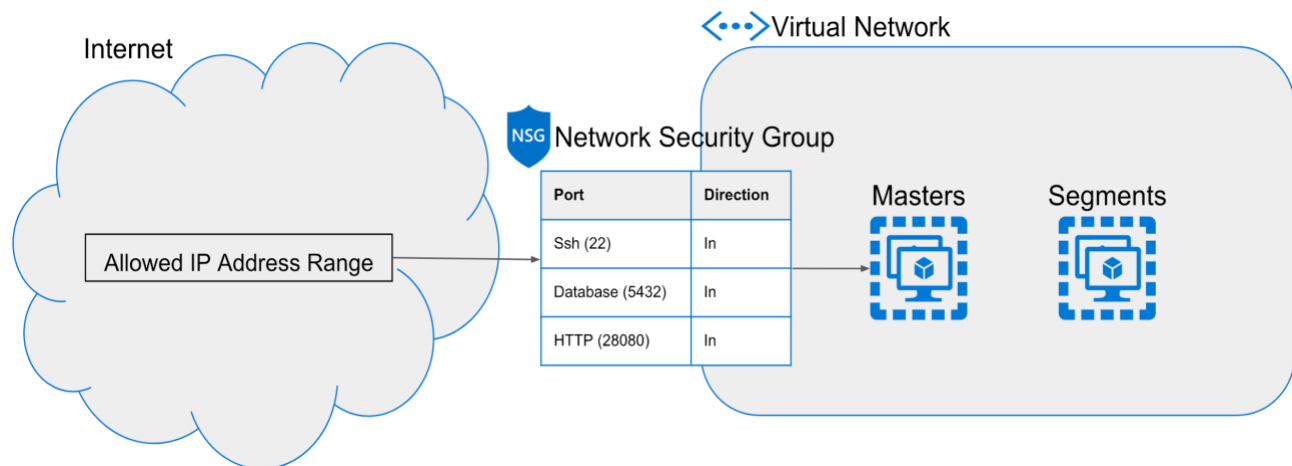 Internet
Virtual Network
NSG
Network Security Group
Port Direction
Ssh (22) In
Database (5432) In
HTTP (28080) In
Allowed IP Address Range
Masters
Segments